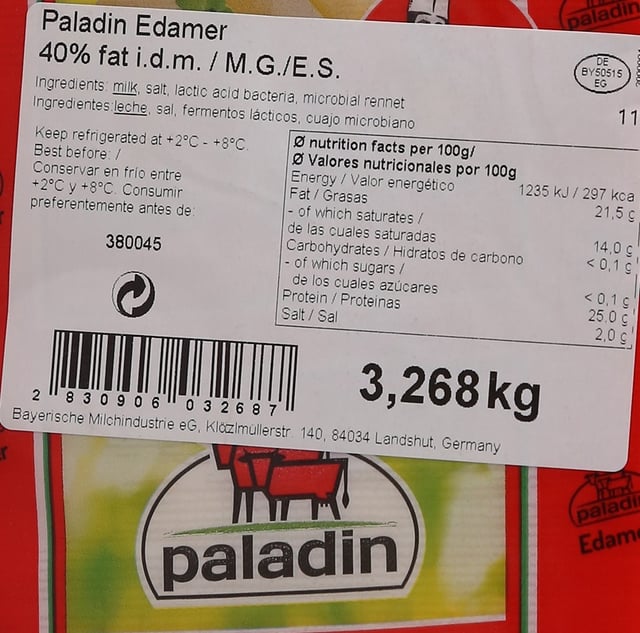 Paladin Edamer
40% fat i.d.m. / M.G./E.S.
Ingredients: milk, salt, lactic acid bacteria, microbial rennet
Ingredientes:leche, sal, fermentos lácticos, cuajo microbiano
DE
BY50515
EG
11
Keep refrigerated at +2°C - +8°C.
Best before: /
Conservar en frío entre
+2°C y +8°C. Consumir
preferentemente antes de:
380045
Ø nutrition facts per 100g/
Ø Valores nutricionales por 100g
Energy / Valor energético 1235 kJ / 297 kca
Fat / Grasas 21,5 g
- of which saturates /
de las cuales saturadas 14,0 g
Carbohydrates / Hidratos de carbono < 0,1 g
- of which sugars /
de los cuales azúcares < 0,1 g
Protein / Proteinas 25,0 g
Salt / Sal 2,0 g
2 830906 032687
3,268kg
Bayerische Milchindustrie eG, Klötzlmüllerstr. 140, 84034 Landshut, Germany
paladin
paladin
paladin
Edam